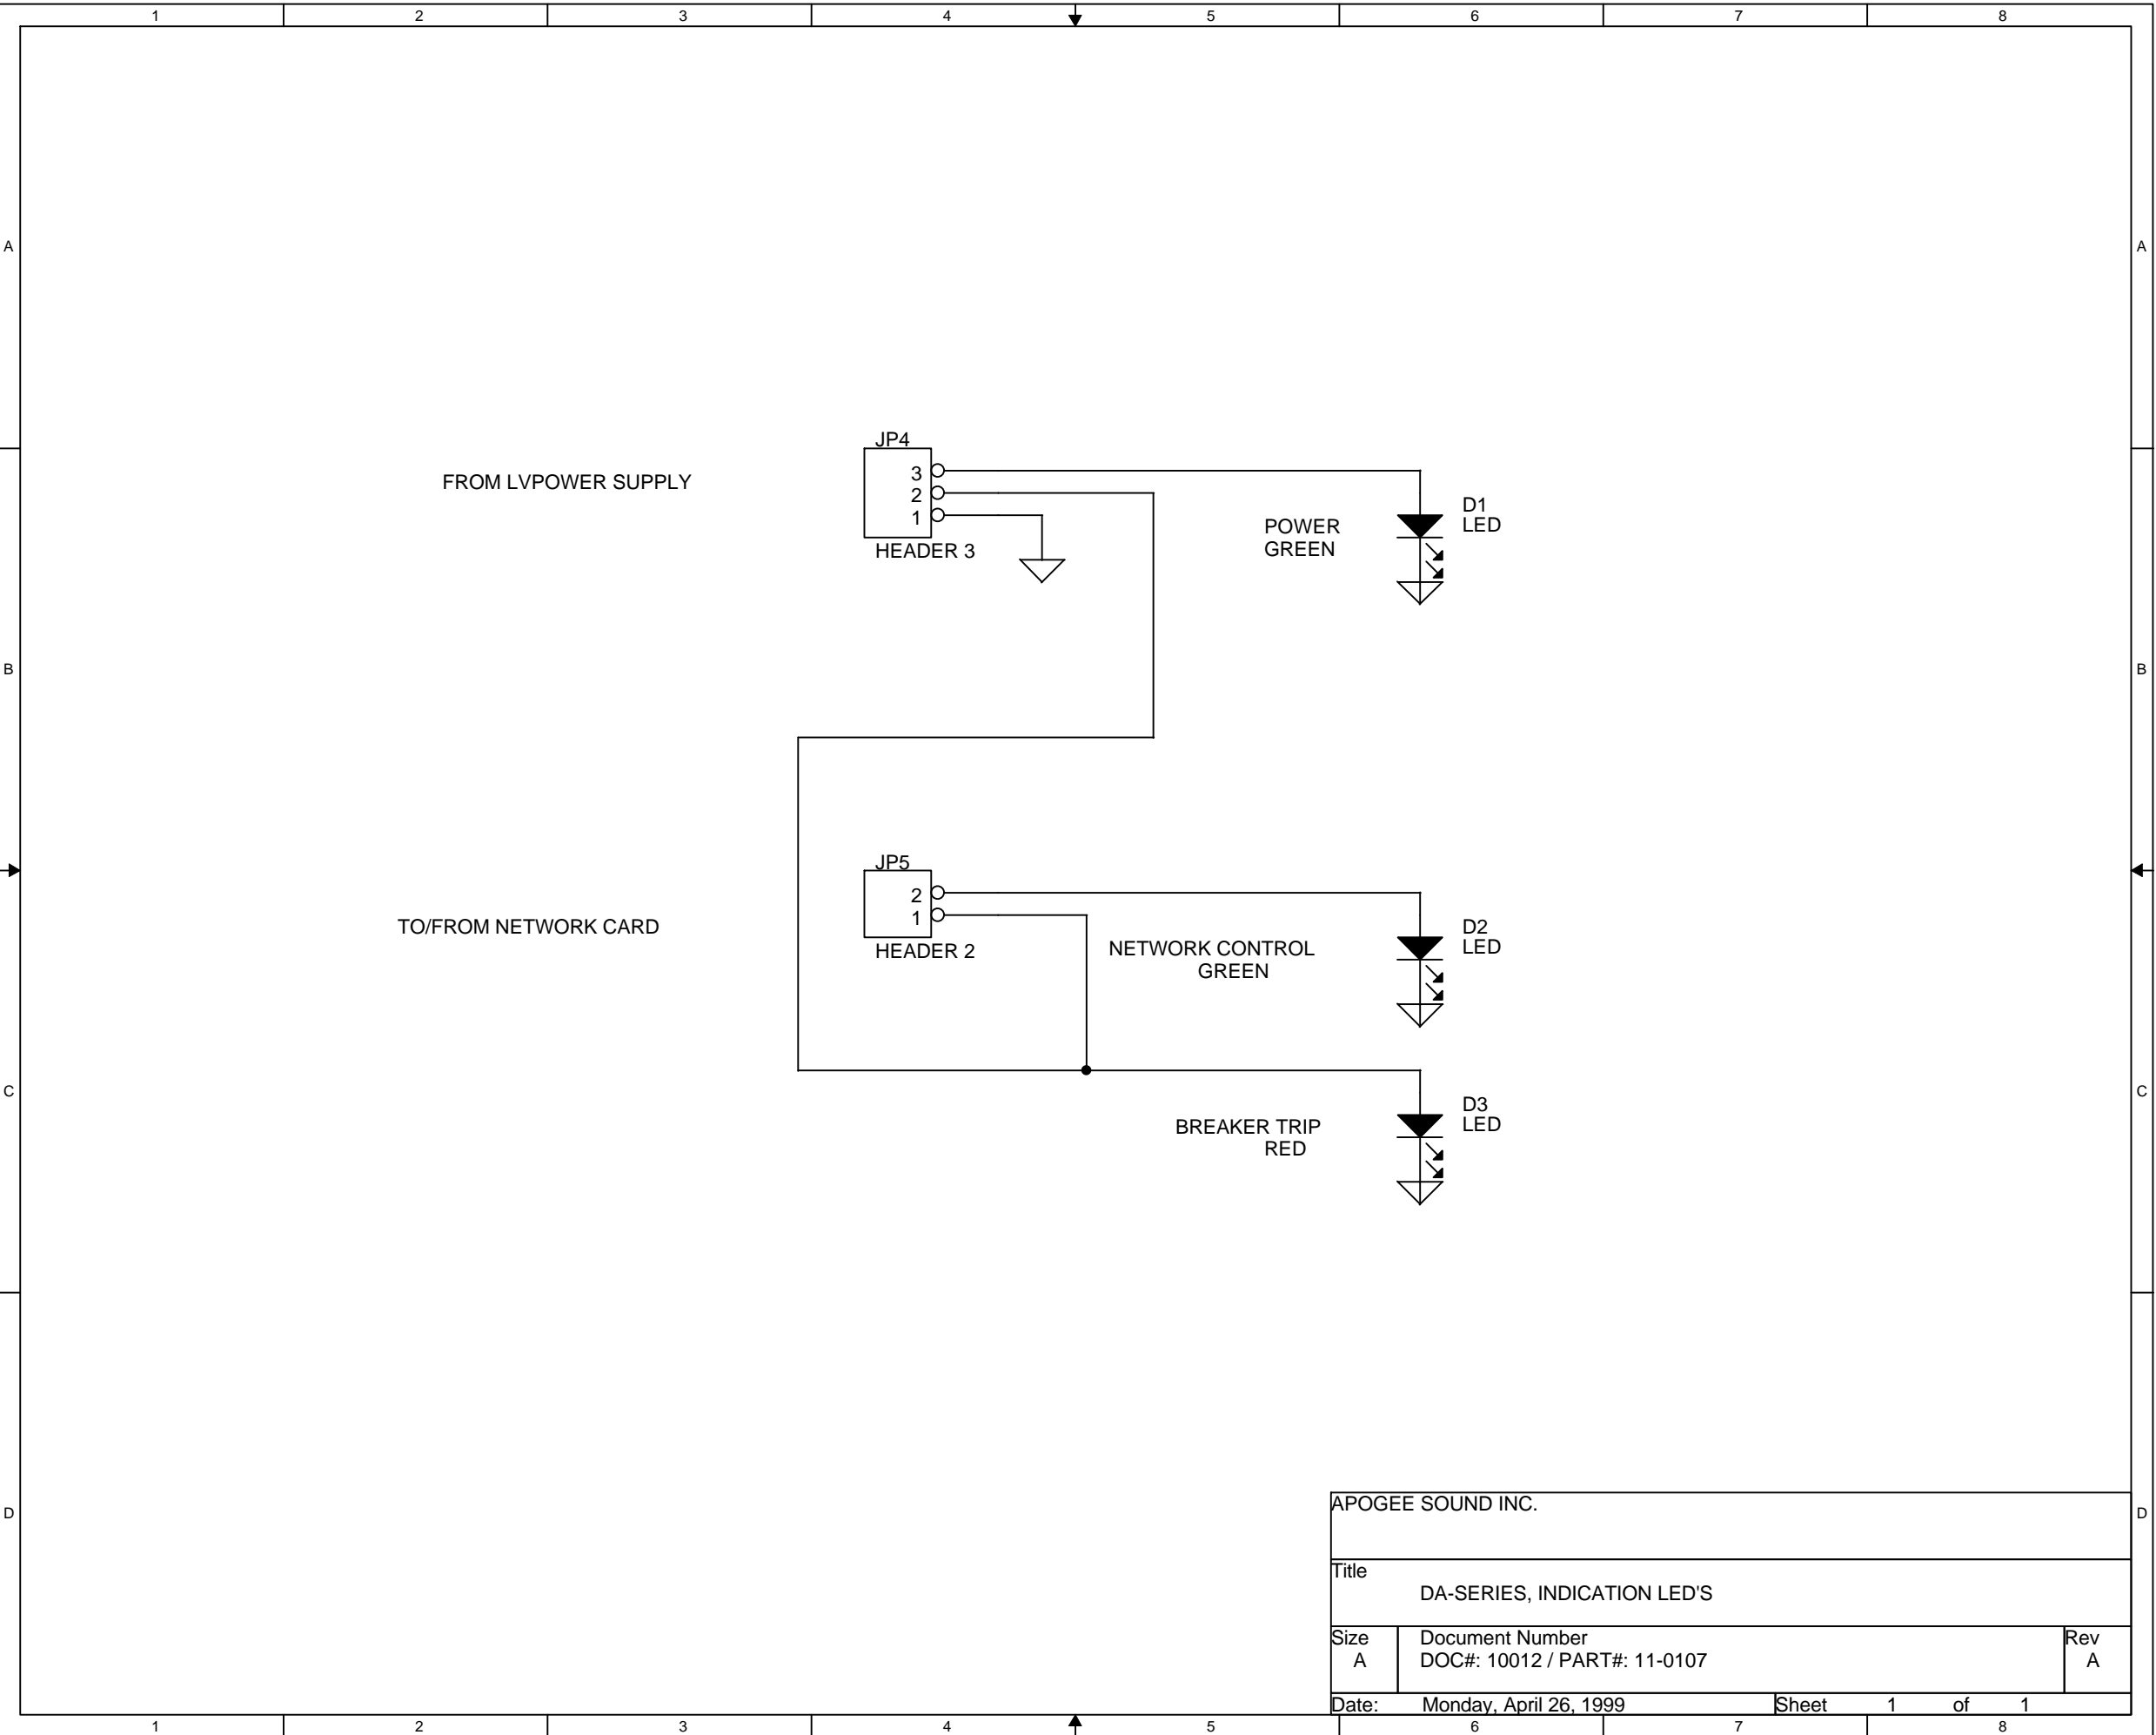 1 2 3 4 5 6 7 8
A A
JP4
FROM LVPOWER SUPPLY
3
2
1
HEADER 3
POWER
GREEN
D1
LED
B B
JP5
TO/FROM NETWORK CARD
2
1
HEADER 2
NETWORK CONTROL
GREEN
D2
LED
C C
BREAKER TRIP
RED
D3
LED
D D
APOGEE SOUND INC.
Title
DA-SERIES, INDICATION LED'S
Size Document Number Rev
A DOC#: 10012 / PART#: 11-0107 A
Date: Monday, April 26, 1999 Sheet 1 of 1
1 2 3 4 5 6 7 8